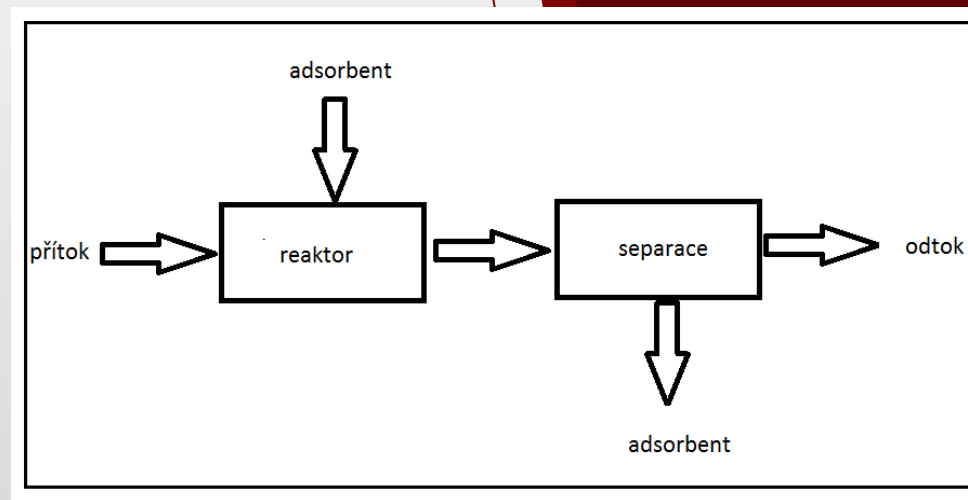 adsorbent
přítok
reaktor
separace
odtok
adsorbent